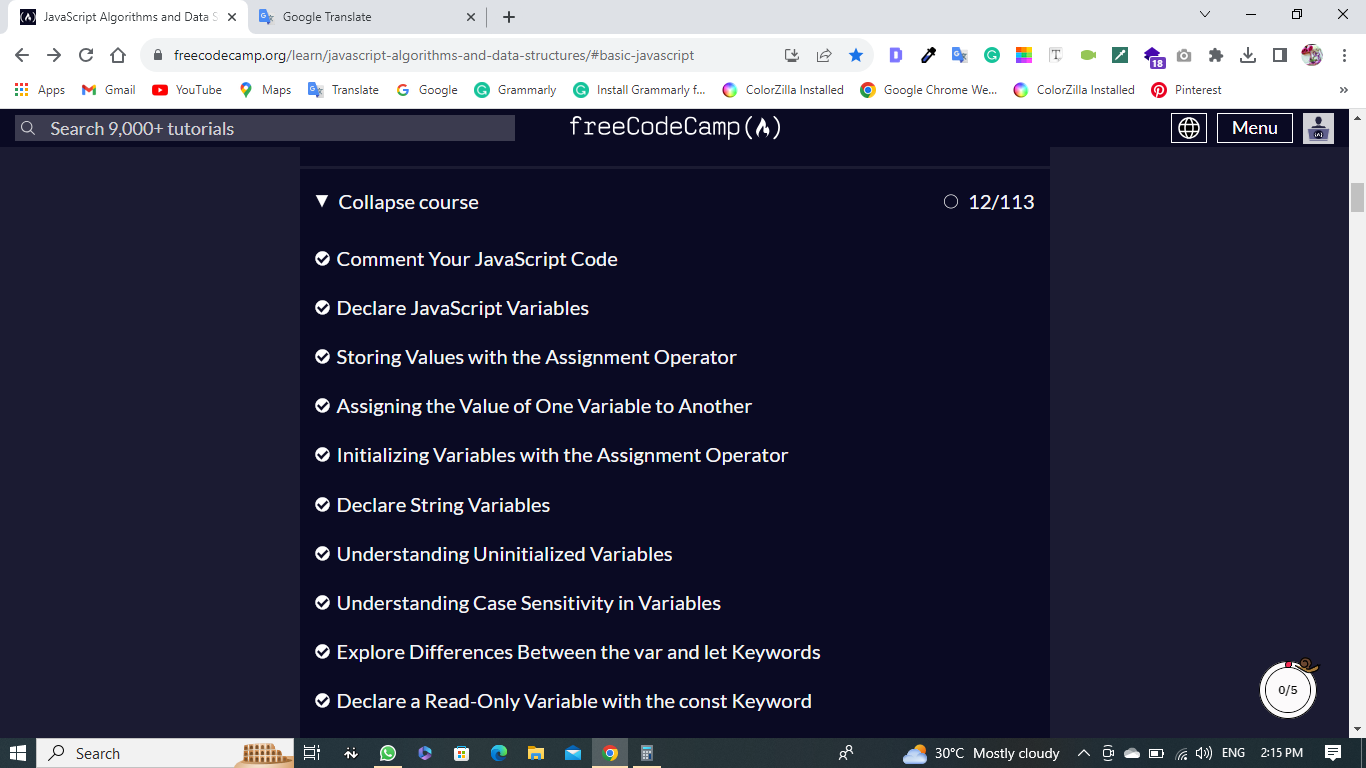 JavaScript Algorithms and Data S
Google Translate
freecodecamp.org/learn/javascript-algorithms-and-data-structures/#basic-javascript
18
Apps
Gmail
YouTube
Maps
Translate
Google
Grammarly
Install Grammarly f...
ColorZilla Installed
Google Chrome We...
ColorZilla Installed
Pinterest
Search 9,000+ tutorials
freeCodeCamp
Menu
Collapse course
12/113
Comment Your JavaScript Code
Declare JavaScript Variables
Storing Values with the Assignment Operator
Assigning the Value of One Variable to Another
Initializing Variables with the Assignment Operator
Declare String Variables
Understanding Uninitialized Variables
Understanding Case Sensitivity in Variables
Explore Differences Between the var and let Keywords
Declare a Read-Only Variable with the const Keyword
0/5
Search
30°C Mostly cloudy
ENG
2:15 PM